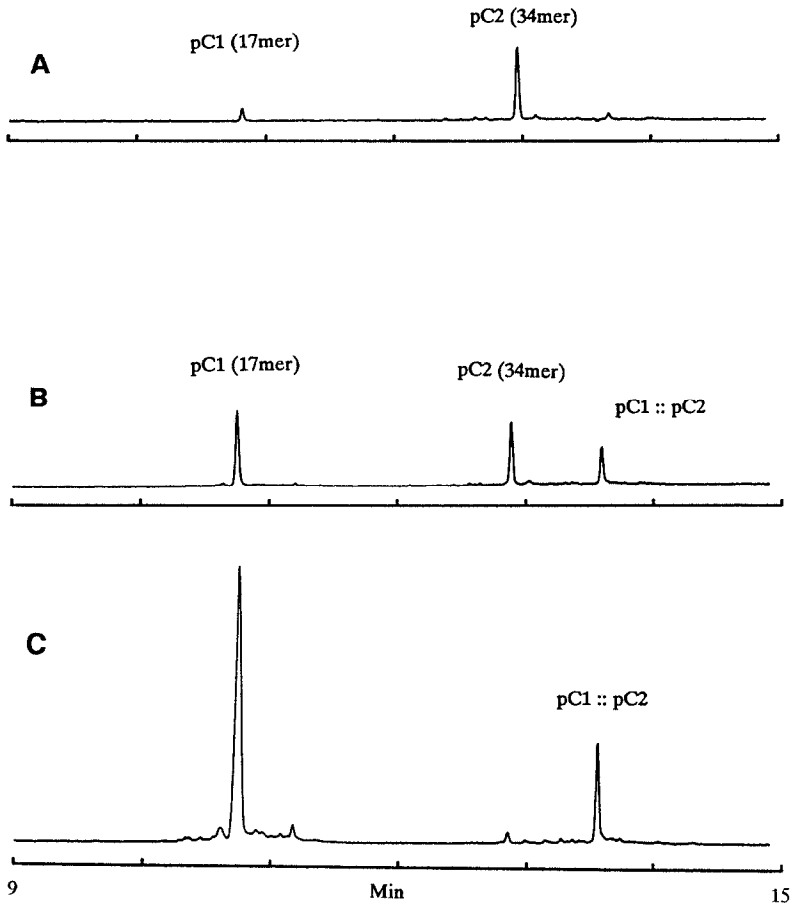 pC2 (34mer)
pC1 (17mer)
A
pC1 (17mer)
pC2 (34mer)
B
pC1 :: pC2
C
pC1 :: pC2
9 Min 15